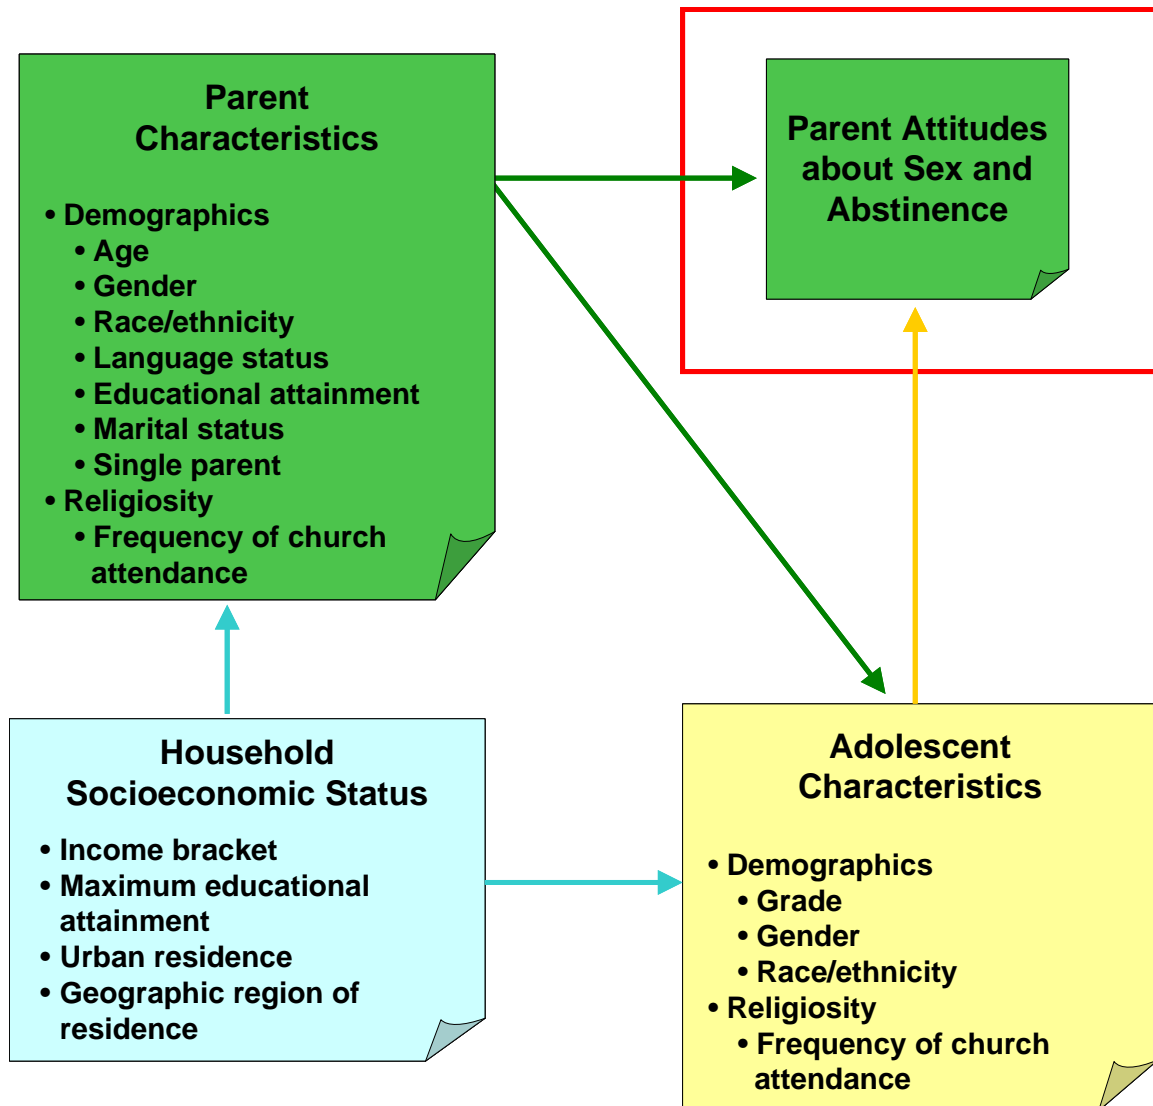 Parent
Characteristics
• Demographics
• Age
• Gender
• Race/ethnicity
• Language status
• Educational attainment
• Marital status
• Single parent
• Religiosity
• Frequency of church
attendance
Parent Attitudes
about Sex and
Abstinence
Household
Socioeconomic Status
• Income bracket
• Maximum educational
attainment
• Urban residence
• Geographic region of
residence
Adolescent
Characteristics
• Demographics
• Grade
• Gender
• Race/ethnicity
• Religiosity
• Frequency of church
attendance